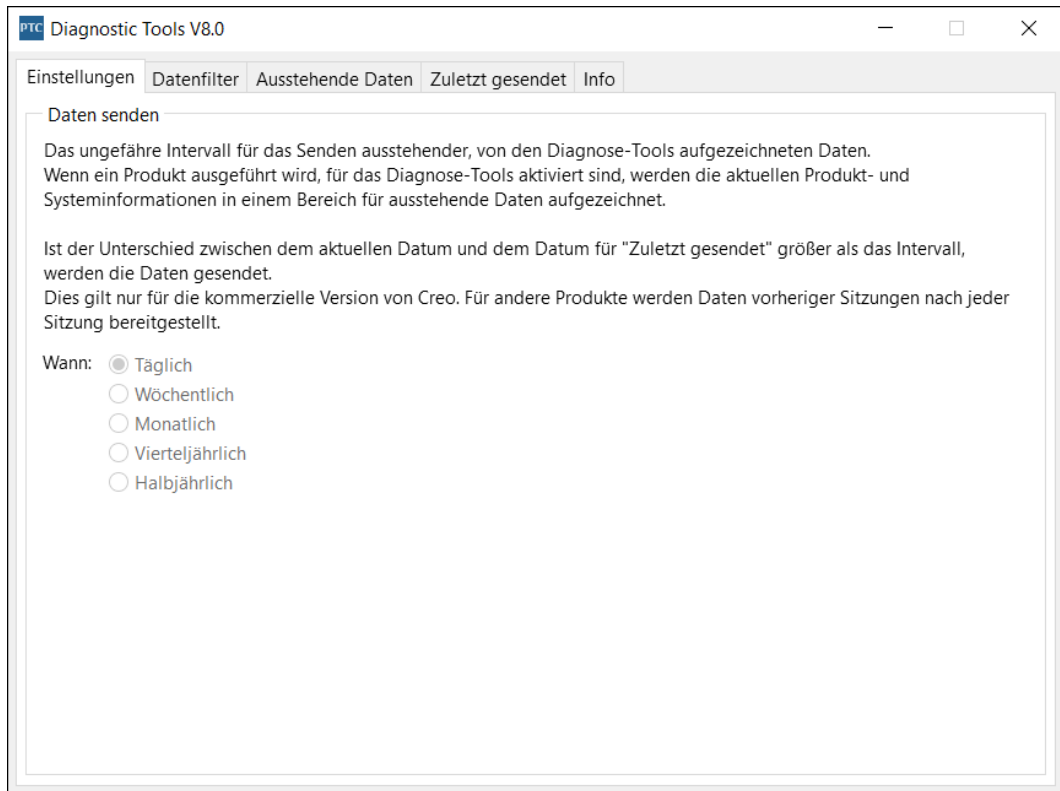 PTC Diagnostic Tools V8.0
Einstellungen Datenfilter Ausstehende Daten Zuletzt gesendet Info
Daten senden
Das ungefähre Intervall für das Senden ausstehender, von den Diagnose-Tools aufgezeichneten Daten.
Wenn ein Produkt ausgeführt wird, für das Diagnose-Tools aktiviert sind, werden die aktuellen Produkt- und
Systeminformationen in einem Bereich für ausstehende Daten aufgezeichnet.
Ist der Unterschied zwischen dem aktuellen Datum und dem Datum für "Zuletzt gesendet" größer als das Intervall,
werden die Daten gesendet.
Dies gilt nur für die kommerzielle Version von Creo. Für andere Produkte werden Daten vorheriger Sitzungen nach jeder
Sitzung bereitgestellt.
Wann: Täglich
Wöchentlich
Monatlich
Vierteljährlich
Halbjährlich